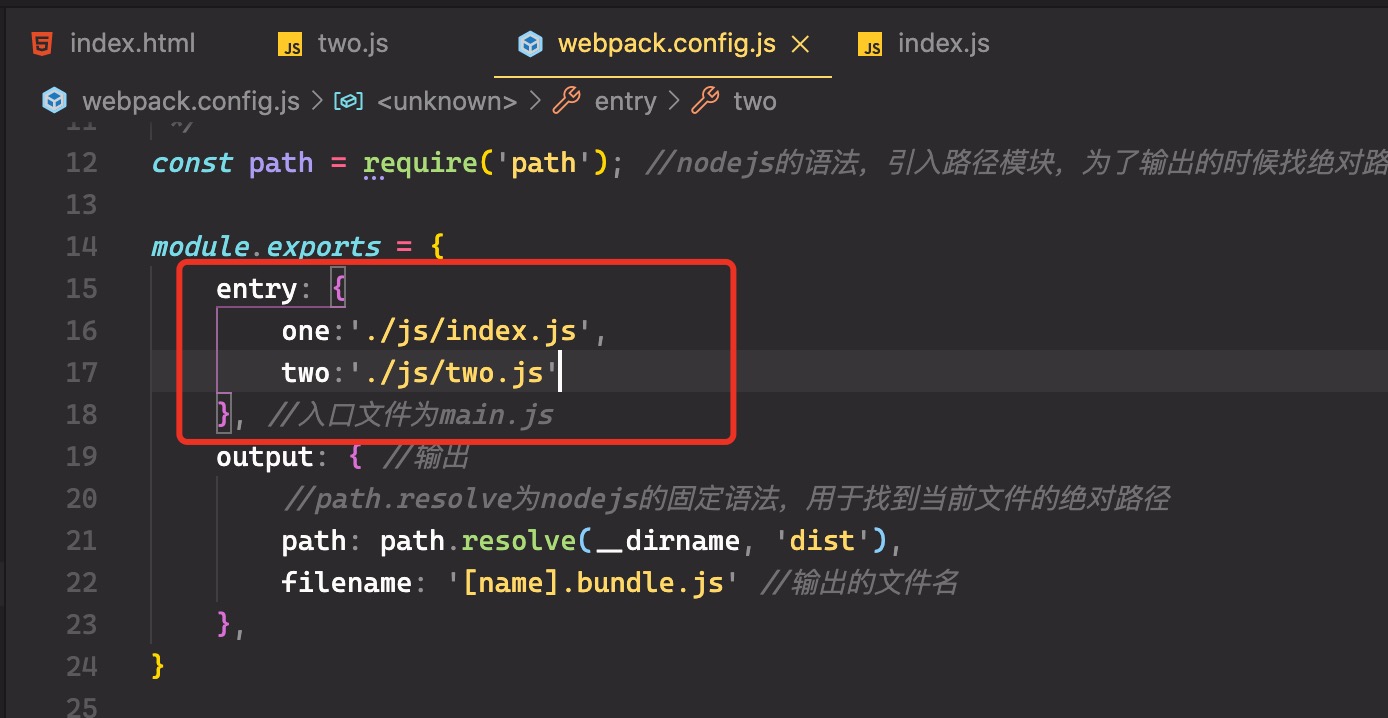 index.html
JS two.js
webpack.config.js
JS index.js
webpack.config.js > <unknown> > entry > two
11 */
12 const path = require('path'); //nodejs的语法，引入路径模块，为了输出的时候找绝对路
13
14 module.exports = {
15 entry: {
16 one:'./js/index.js',
17 two:'./js/two.js'
18 }, //入口文件为main.js
19 output: { //输出
20 //path.resolve为nodejs的固定语法，用于找到当前文件的绝对路径
21 path: path.resolve(__dirname, 'dist'),
22 filename: '[name].bundle.js' //输出的文件名
23 },
24 }
25